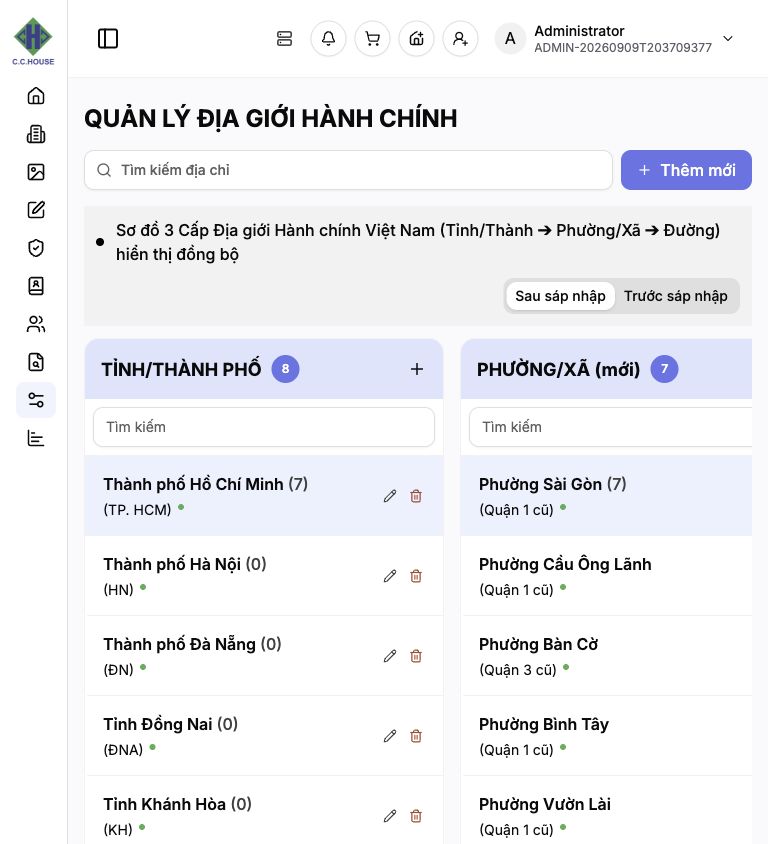 C.C.HOUSE
A
Administrator
ADMIN-20260909T203709377
QUẢN LÝ ĐỊA GIỚI HÀNH CHÍNH
Tìm kiếm địa chỉ
Thêm mới
Sơ đồ 3 Cấp Địa giới Hành chính Việt Nam (Tỉnh/Thành ➔ Phường/Xã ➔ Đường)
hiển thị đồng bộ
Sau sáp nhập
Trước sáp nhập
TỈNH/THÀNH PHỐ 8
Tìm kiếm
Thành phố Hồ Chí Minh (7)
(TP. HCM)
Thành phố Hà Nội (0)
(HN)
Thành phố Đà Nẵng (0)
(ĐN)
Tỉnh Đồng Nai (0)
(ĐNA)
Tỉnh Khánh Hòa (0)
(KH)
PHƯỜNG/XÃ (mới) 7
Tìm kiếm
Phường Sài Gòn (7)
(Quận 1 cũ)
Phường Cầu Ông Lãnh
(Quận 1 cũ)
Phường Bàn Cờ
(Quận 3 cũ)
Phường Bình Tây
(Quận 1 cũ)
Phường Vườn Lài
(Quận 1 cũ)